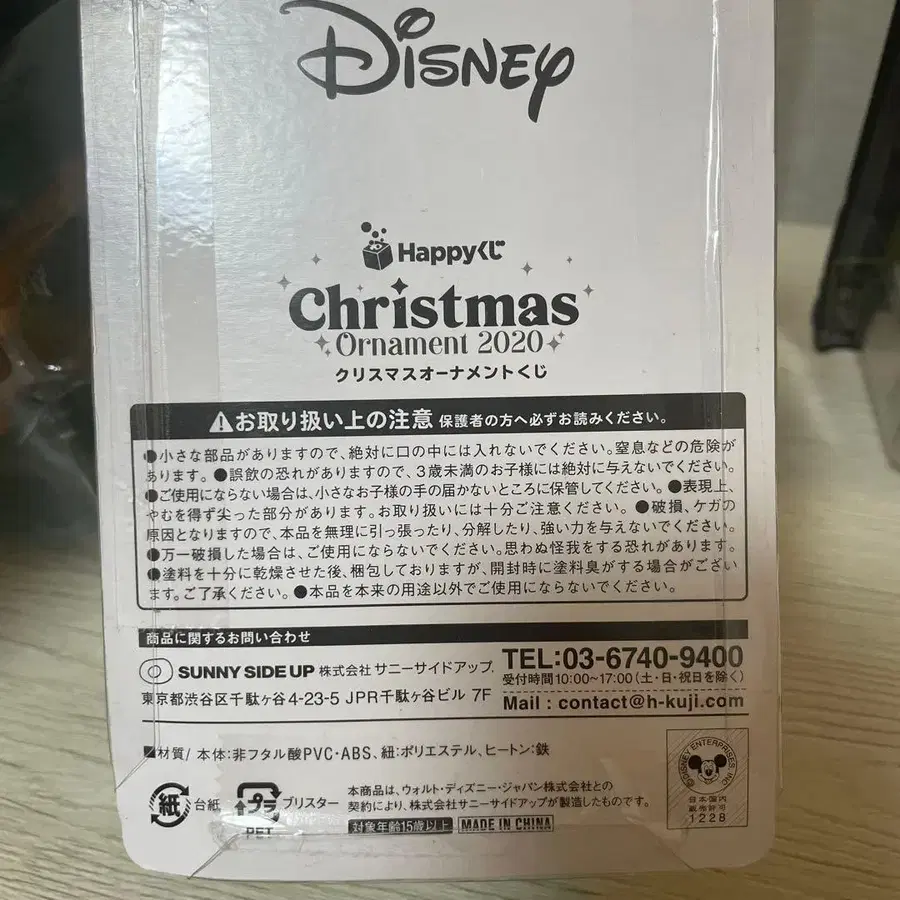 Disney
Happyくじ
Christmas
Ornament 2020
クリスマスオーナメントくじ
お取り扱い上の注意 保護者の方へ必ずお読みください。
●小さな部品がありますので、絶対に口の中には入れないでください。窒息などの危険が
あります。●誤飲の恐れがありますので、3歳未満のお子様には絶対に与えないでください。
●ご使用にならない場合は、小さなお子様の手の届かないところに保管してください。●表現上、
やむを得ず尖った部分があります。お取り扱いには十分ご注意ください。●破損、ケガの
原因となりますので、本品を無理に引っ張ったり、分解したり、強い力を与えないでください。
●万一破損した場合は、ご使用にならないでください。思わぬ怪我をする恐れがあります。
●塗料を十分に乾燥させた後、梱包しておりますが、開封時に塗料臭がする場合がござい
ます。ご了承ください。●本品を本来の用途以外でご使用にならないでください。
商品に関するお問い合わせ
SUNNY SIDE UP 株式会社 サニーサイドアップ
TEL:03-6740-9400
受付時間10:00~17:00(土・日・祝日を除く)
東京都渋谷区千駄ヶ谷4-23-5 JPR千駄ヶ谷ビル 7F
Mail : contact@h-kuji.com
■材質/ 本体:非フタル酸PVC・ABS、紐:ポリエステル、ヒートン:鉄
紙 台紙
プラ ブリスター
PET
本商品は、ウォルト・ディズニー・ジャパン株式会社との
契約により、株式会社サニーサイドアップが製造したものです。
対象年齢15歳以上 MADE IN CHINA
©DISNEY ENTERPRISES INC
日本国内
販売許可
1228